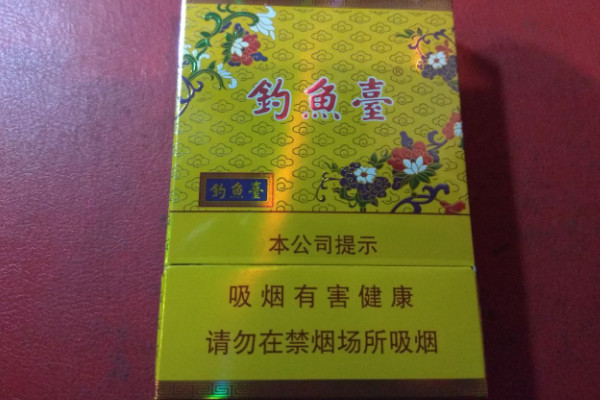 釣魚臺®
釣魚臺
本公司提示
吸烟有害健康
请勿在禁烟场所吸烟